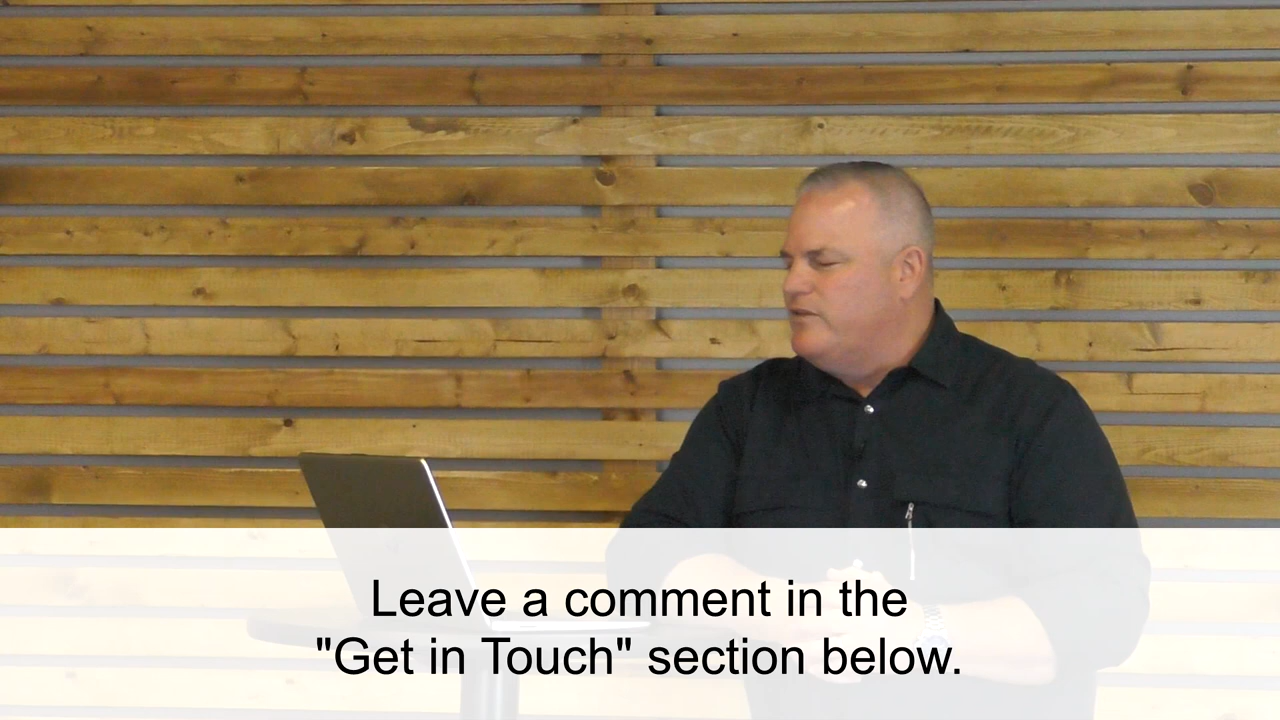 Leave a comment in the
"Get in Touch" section below.